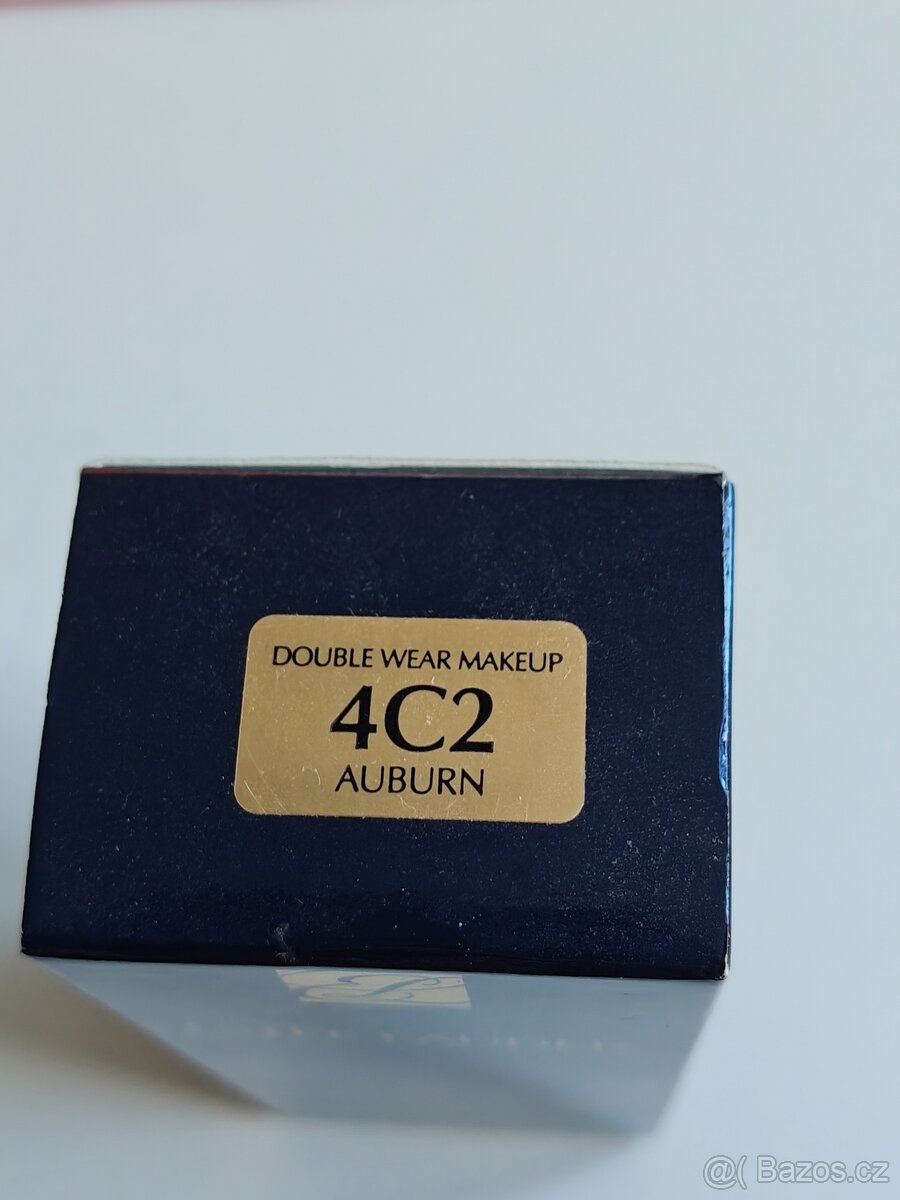 DOUBLE WEAR MAKEUP
4C2
AUBURN
@( Bazos.cz